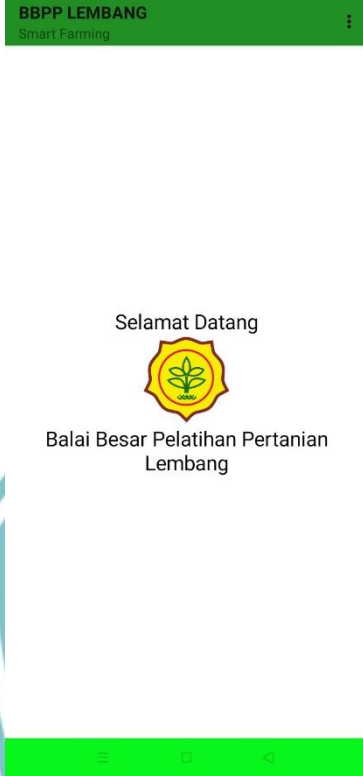 BBPP LEMBANG
Smart Farming
Selamat Datang
Balai Besar Pelatihan Pertanian
Lembang